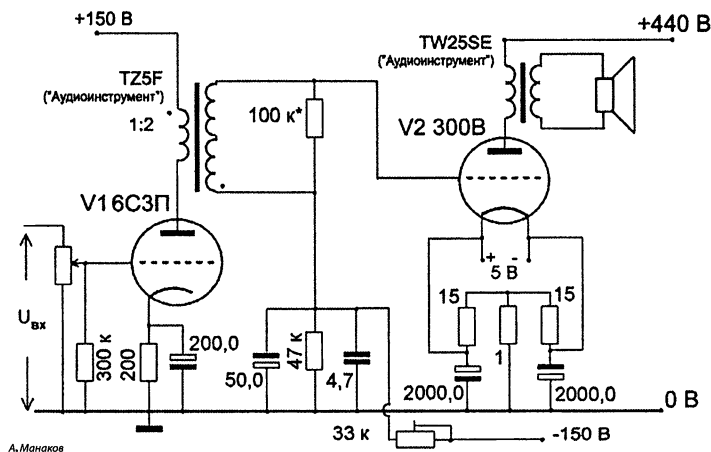 +150 В
TZ5F
("Аудиоинструмент")
1:2
TW25SE
("Аудиоинструмент")
+440 В
100 к*
V2 300В
V1 6С3П
+ -
5 В
Uвх
300 к
200
200,0
50,0
47 к
4,7
15
1
15
2000,0
2000,0
0 В
33 к
-150 В
А.Манаков